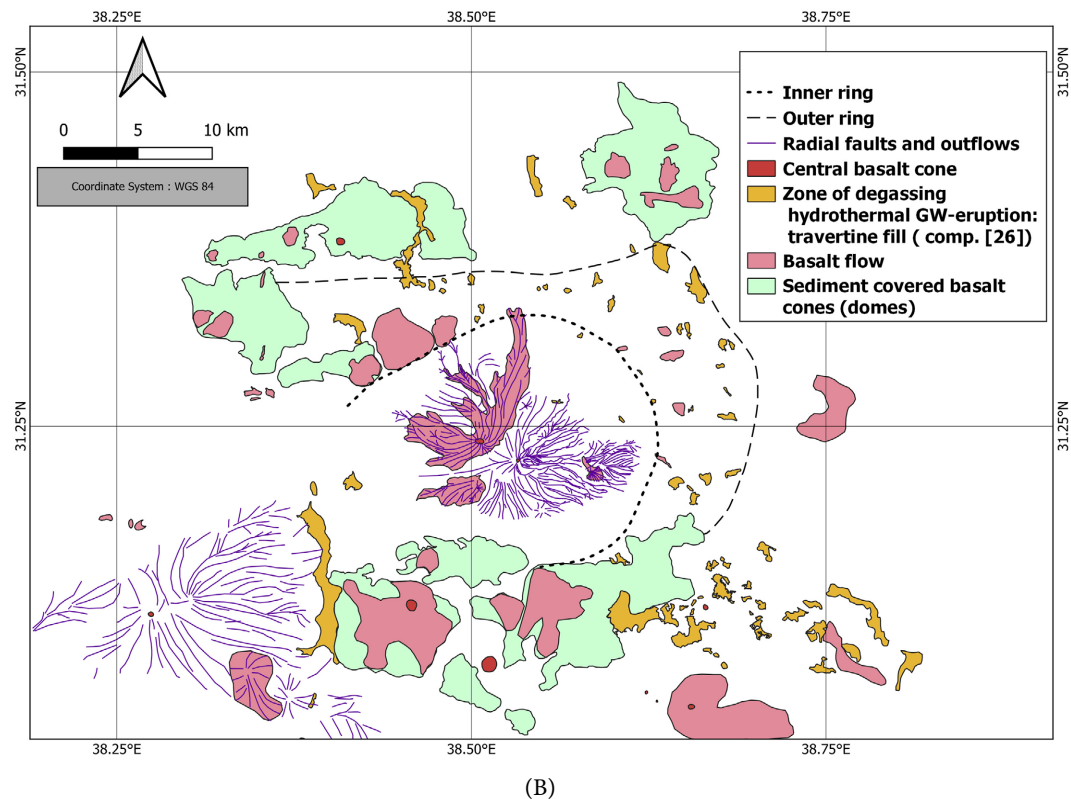 38.25°E 38.50°E 38.75°E
31.50°N 31.50°N
0 5 10 km
Coordinate System : WGS 84
Inner ring
Outer ring
Radial faults and outflows
Central basalt cone
Zone of degassing
hydrothermal GW-eruption:
travertine fill ( comp. [26])
Basalt flow
Sediment covered basalt
cones (domes)
31.25°N 31.25°N
38.25°E 38.50°E 38.75°E
(B)